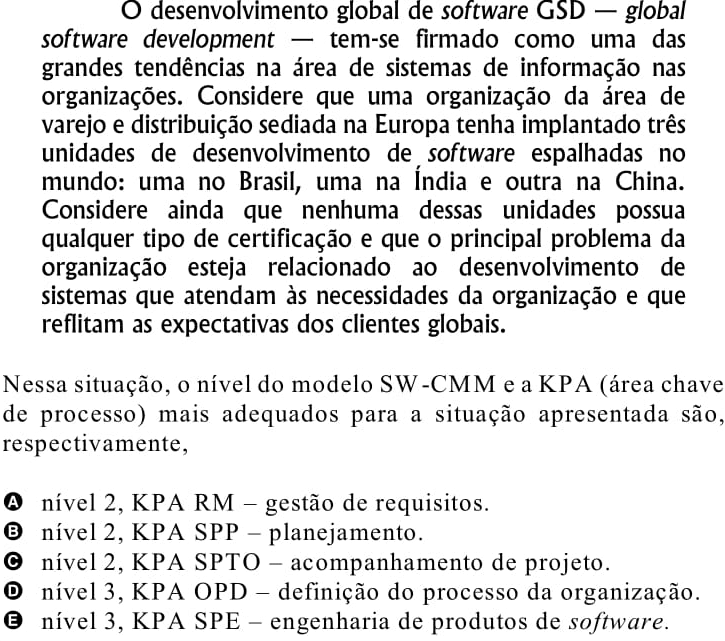 O desenvolvimento global de software GSD — global
software development — tem-se firmado como uma das
grandes tendências na área de sistemas de informação nas
organizações. Considere que uma organização da área de
varejo e distribuição sediada na Europa tenha implantado três
unidades de desenvolvimento de software espalhadas no
mundo: uma no Brasil, uma na Índia e outra na China.
Considere ainda que nenhuma dessas unidades possua
qualquer tipo de certificação e que o principal problema da
organização esteja relacionado ao desenvolvimento de
sistemas que atendam às necessidades da organização e que
reflitam as expectativas dos clientes globais.
Nessa situação, o nível do modelo SW-CMM e a KPA (área chave
de processo) mais adequados para a situação apresentada são,
respectivamente,
A nível 2, KPA RM – gestão de requisitos.
B nível 2, KPA SPP – planejamento.
C nível 2, KPA SPTO – acompanhamento de projeto.
D nível 3, KPA OPD – definição do processo da organização.
E nível 3, KPA SPE – engenharia de produtos de software.